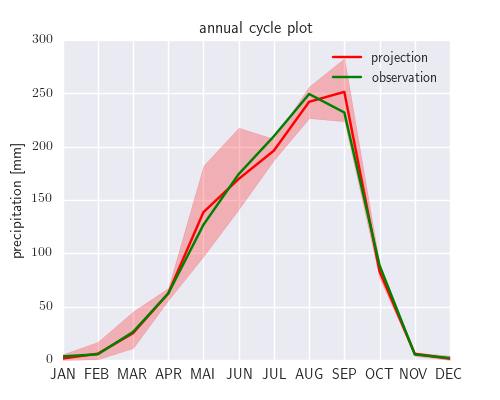 annual cycle plot
300
250
200
150
100
50
0
precipitation [mm]
projection
observation
JAN FEB MAR APR MAI JUN JUL AUG SEP OCT NOV DEC